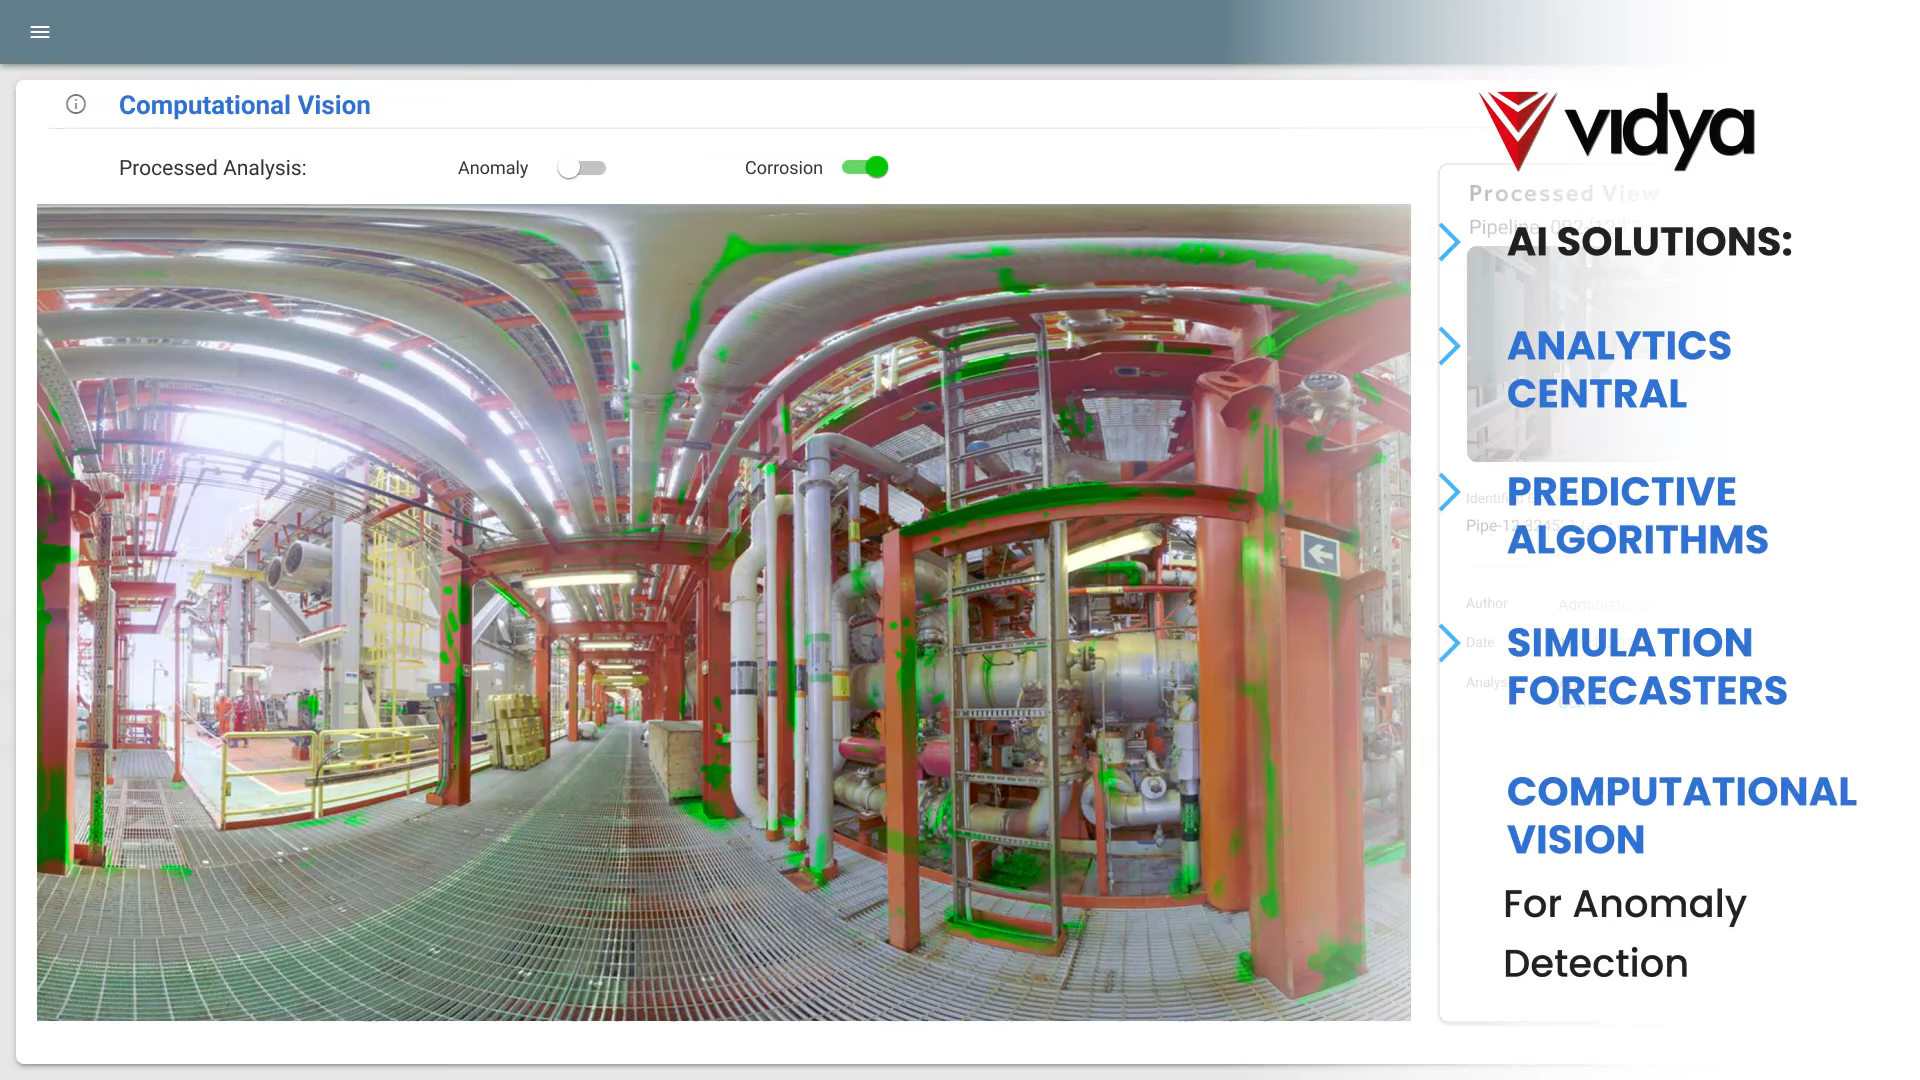 Computational Vision
Processed Analysis:
Anomaly
Corrosion
vidya
Processed View
Pipeline
AI SOLUTIONS:
ANALYTICS
CENTRAL
PREDICTIVE
ALGORITHMS
Author
Date
SIMULATION
FORECASTERS
COMPUTATIONAL
VISION
For Anomaly
Detection